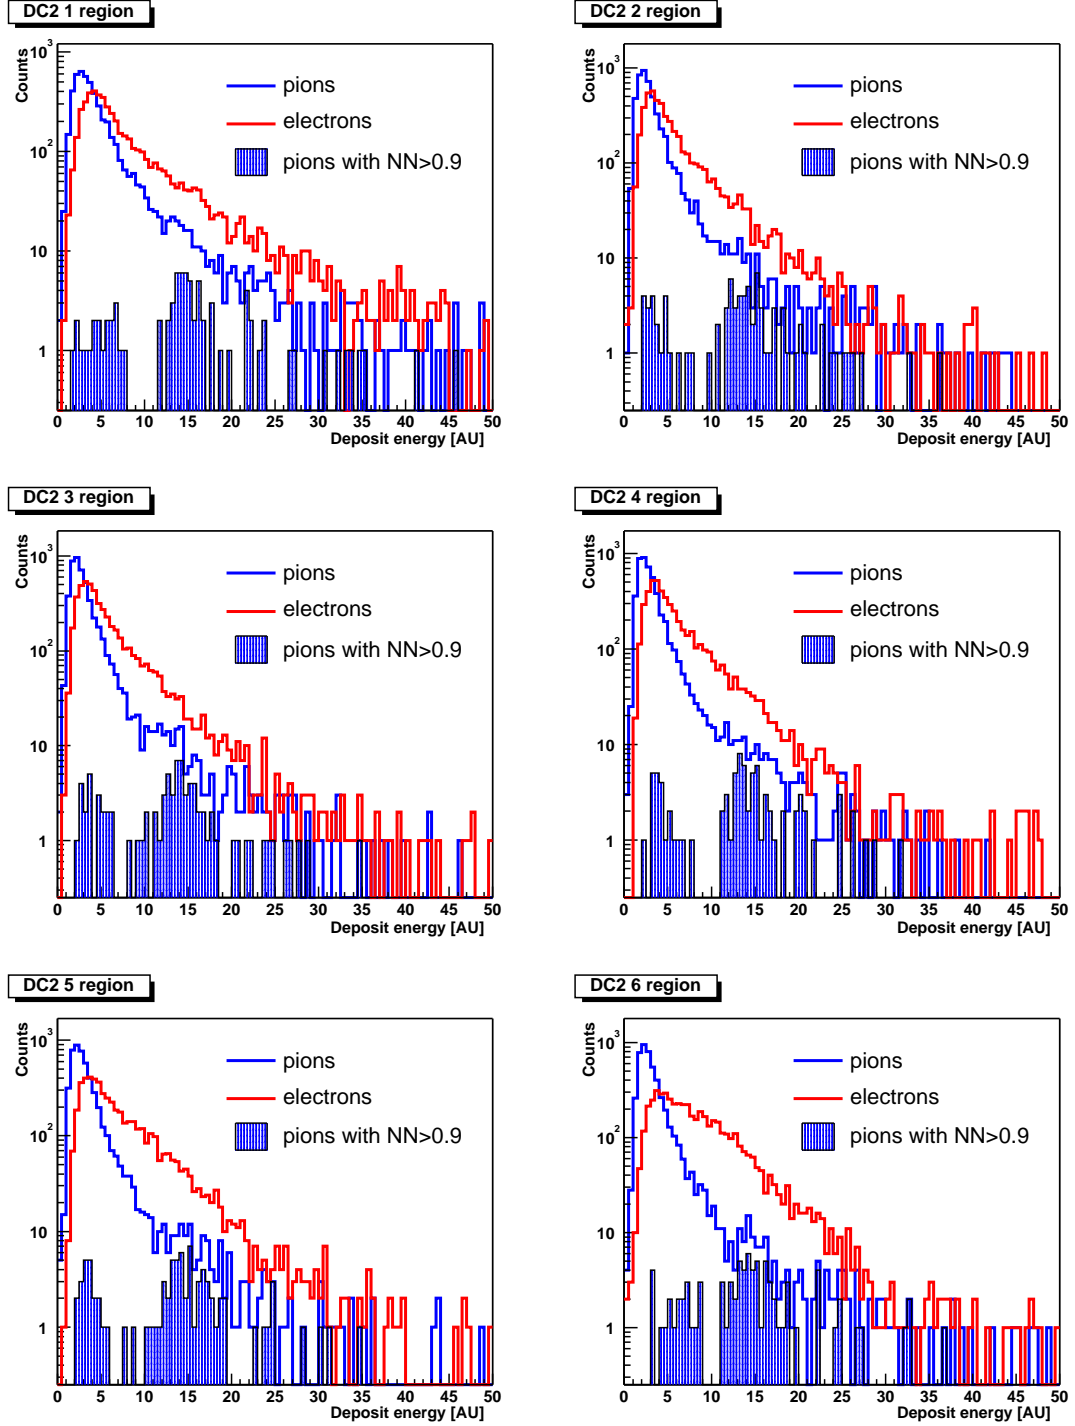 DC2 1 region
Counts
10³
10²
10
1
pions
electrons
pions with NN>0.9
0 5 10 15 20 25 30 35 40 45 50
Deposit energy [AU]
DC2 2 region
Counts
10³
10²
10
1
pions
electrons
pions with NN>0.9
0 5 10 15 20 25 30 35 40 45 50
Deposit energy [AU]
DC2 3 region
Counts
10³
10²
10
1
pions
electrons
pions with NN>0.9
0 5 10 15 20 25 30 35 40 45 50
Deposit energy [AU]
DC2 4 region
Counts
10³
10²
10
1
pions
electrons
pions with NN>0.9
0 5 10 15 20 25 30 35 40 45 50
Deposit energy [AU]
DC2 5 region
Counts
10³
10²
10
1
pions
electrons
pions with NN>0.9
0 5 10 15 20 25 30 35 40 45 50
Deposit energy [AU]
DC2 6 region
Counts
10³
10²
10
1
pions
electrons
pions with NN>0.9
0 5 10 15 20 25 30 35 40 45 50
Deposit energy [AU]